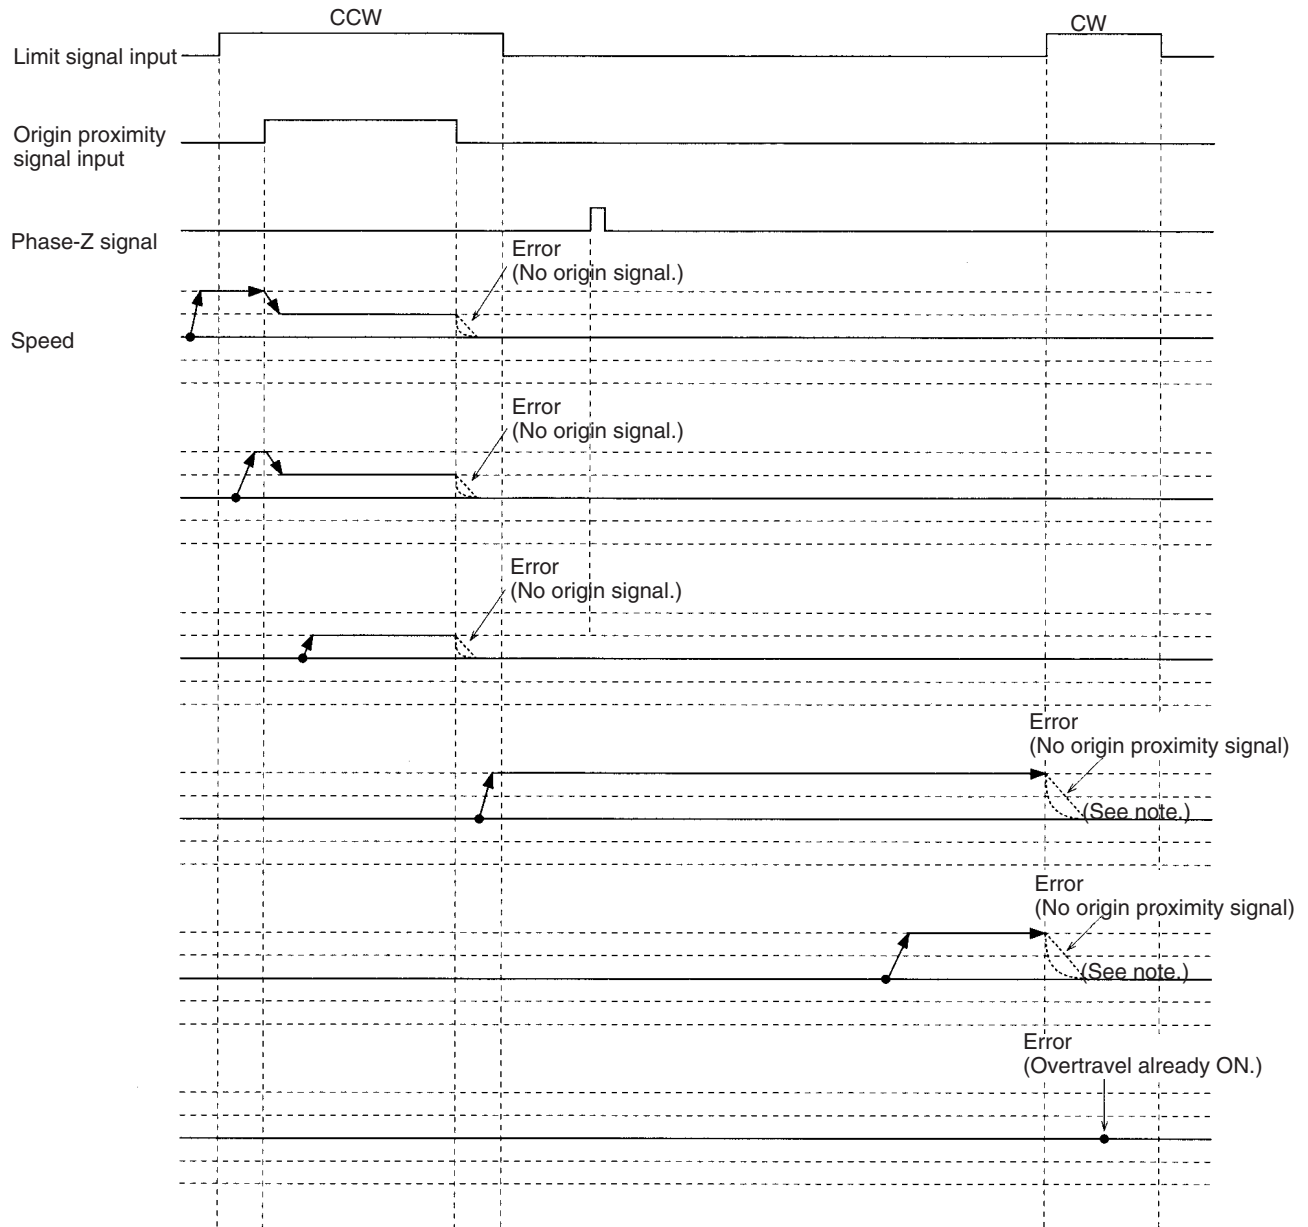 CCW
CW
Limit signal input
Origin proximity
signal input
Phase-Z signal
Error
(No origin signal.)
Speed
Error
(No origin signal.)
Error
(No origin signal.)
Error
(No origin proximity signal)
(See note.)
Error
(No origin proximity signal)
(See note.)
Error
(Overtravel already ON.)